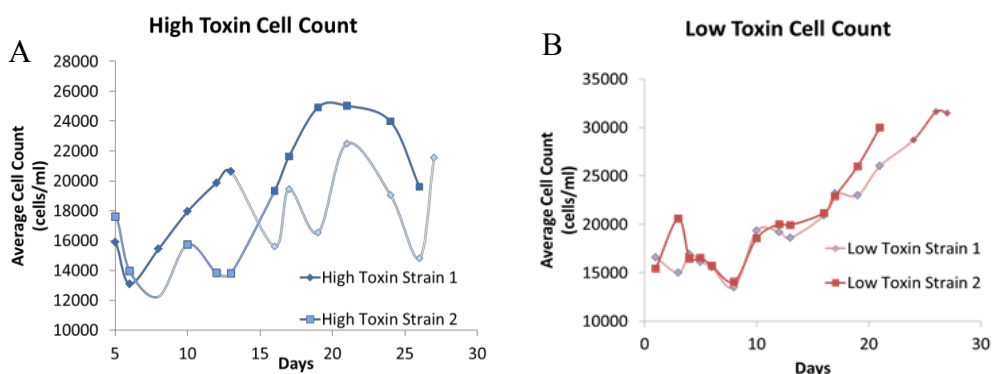 A
High Toxin Cell Count
Average Cell Count
(cells/ml)
28000
26000
24000
22000
20000
18000
16000
14000
12000
10000
5
10
15
20
25
30
Days
High Toxin Strain 1
High Toxin Strain 2
B
Low Toxin Cell Count
Average Cell Count
(cells/ml)
35000
30000
25000
20000
15000
10000
0
10
20
30
Days
Low Toxin Strain 1
Low Toxin Strain 2